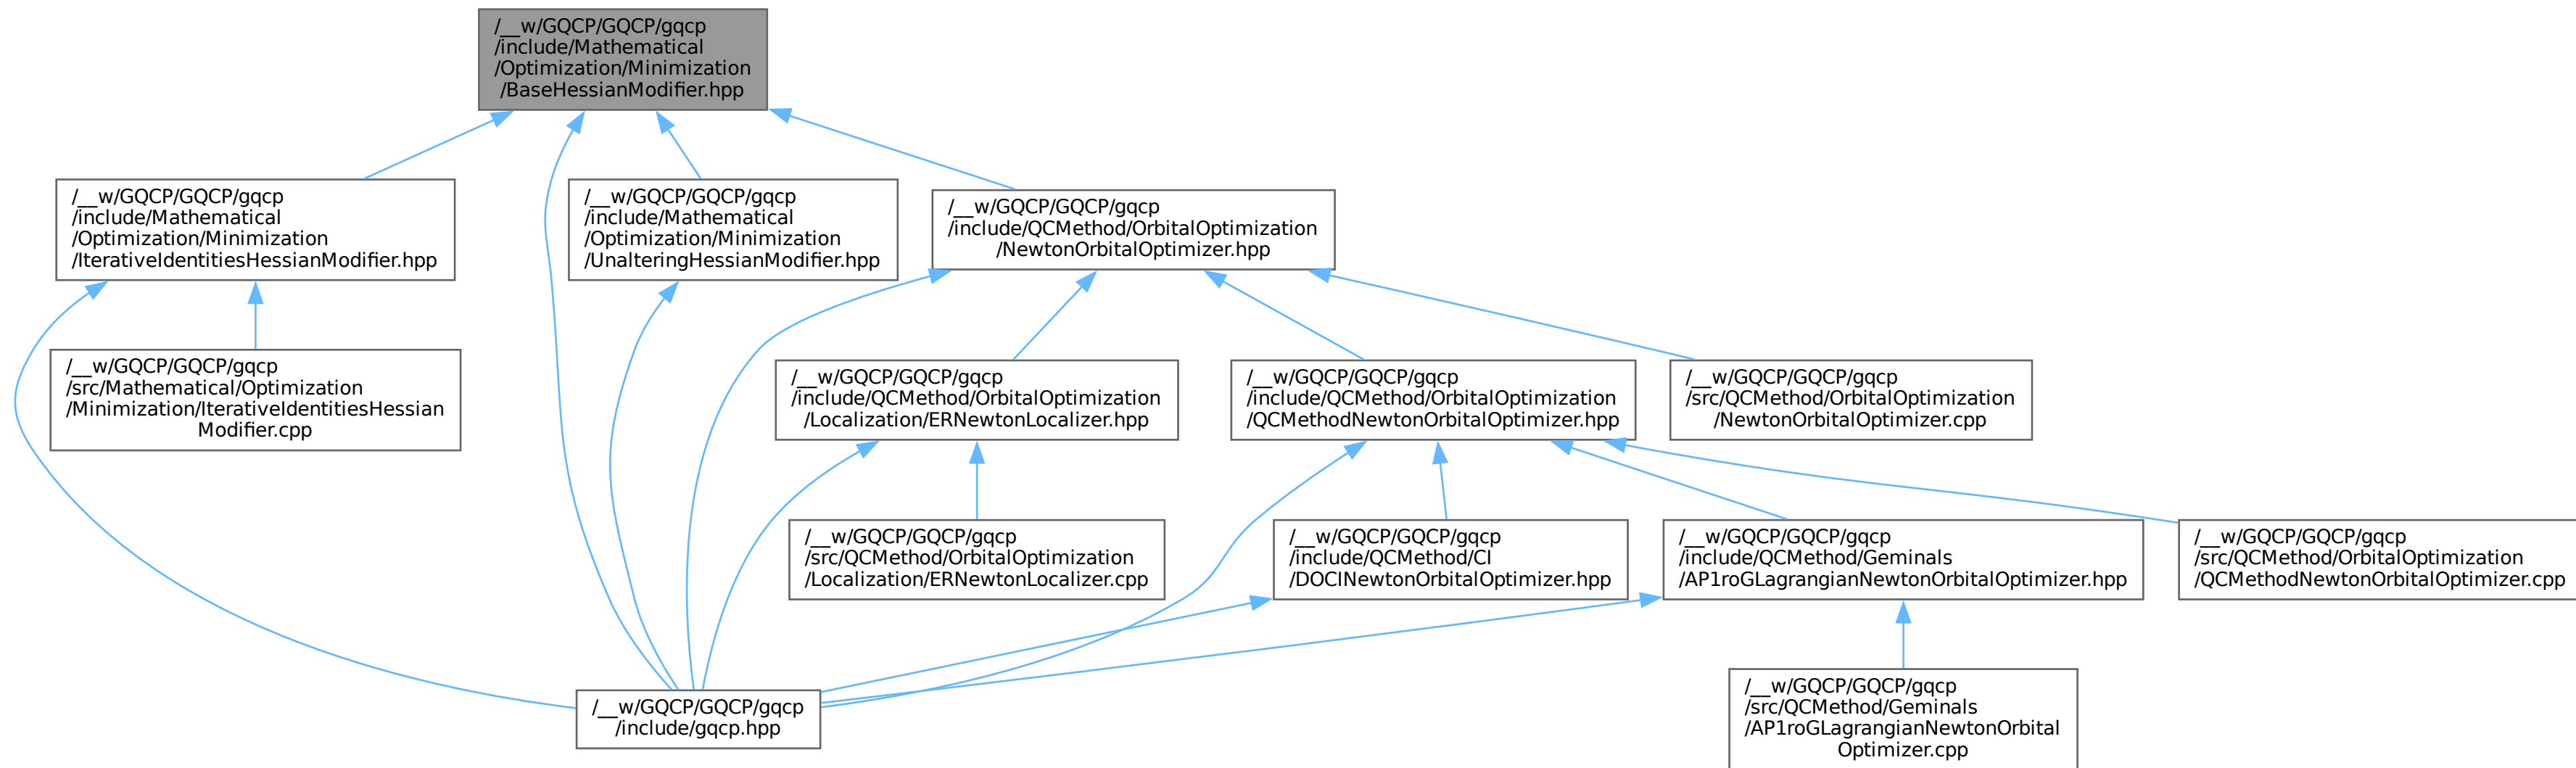 /__w/GQCP/GQCP/gqcp
/include/Mathematical
/Optimization/Minimization
/BaseHessianModifier.hpp
/__w/GQCP/GQCP/gqcp
/include/Mathematical
/Optimization/Minimization
/IterativeIdentitiesHessianModifier.hpp
/__w/GQCP/GQCP/gqcp
/include/Mathematical
/Optimization/Minimization
/UnalteringHessianModifier.hpp
/__w/GQCP/GQCP/gqcp
/include/QCMethod/OrbitalOptimization
/NewtonOrbitalOptimizer.hpp
/__w/GQCP/GQCP/gqcp
/src/Mathematical/Optimization
/Minimization/IterativeIdentitiesHessian
Modifier.cpp
/__w/GQCP/GQCP/gqcp
/include/QCMethod/OrbitalOptimization
/Localization/ERNewtonLocalizer.hpp
/__w/GQCP/GQCP/gqcp
/include/QCMethod/OrbitalOptimization
/QCMethodNewtonOrbitalOptimizer.hpp
/__w/GQCP/GQCP/gqcp
/src/QCMethod/OrbitalOptimization
/NewtonOrbitalOptimizer.cpp
/__w/GQCP/GQCP/gqcp
/src/QCMethod/OrbitalOptimization
/Localization/ERNewtonLocalizer.cpp
/__w/GQCP/GQCP/gqcp
/include/QCMethod/CI
/DOCINewtonOrbitalOptimizer.hpp
/__w/GQCP/GQCP/gqcp
/include/QCMethod/Geminals
/AP1roGLagrangianNewtonOrbitalOptimizer.hpp
/__w/GQCP/GQCP/gqcp
/src/QCMethod/OrbitalOptimization
/QCMethodNewtonOrbitalOptimizer.cpp
/__w/GQCP/GQCP/gqcp
/include/gqcp.hpp
/__w/GQCP/GQCP/gqcp
/src/QCMethod/Geminals
/AP1roGLagrangianNewtonOrbital
Optimizer.cpp